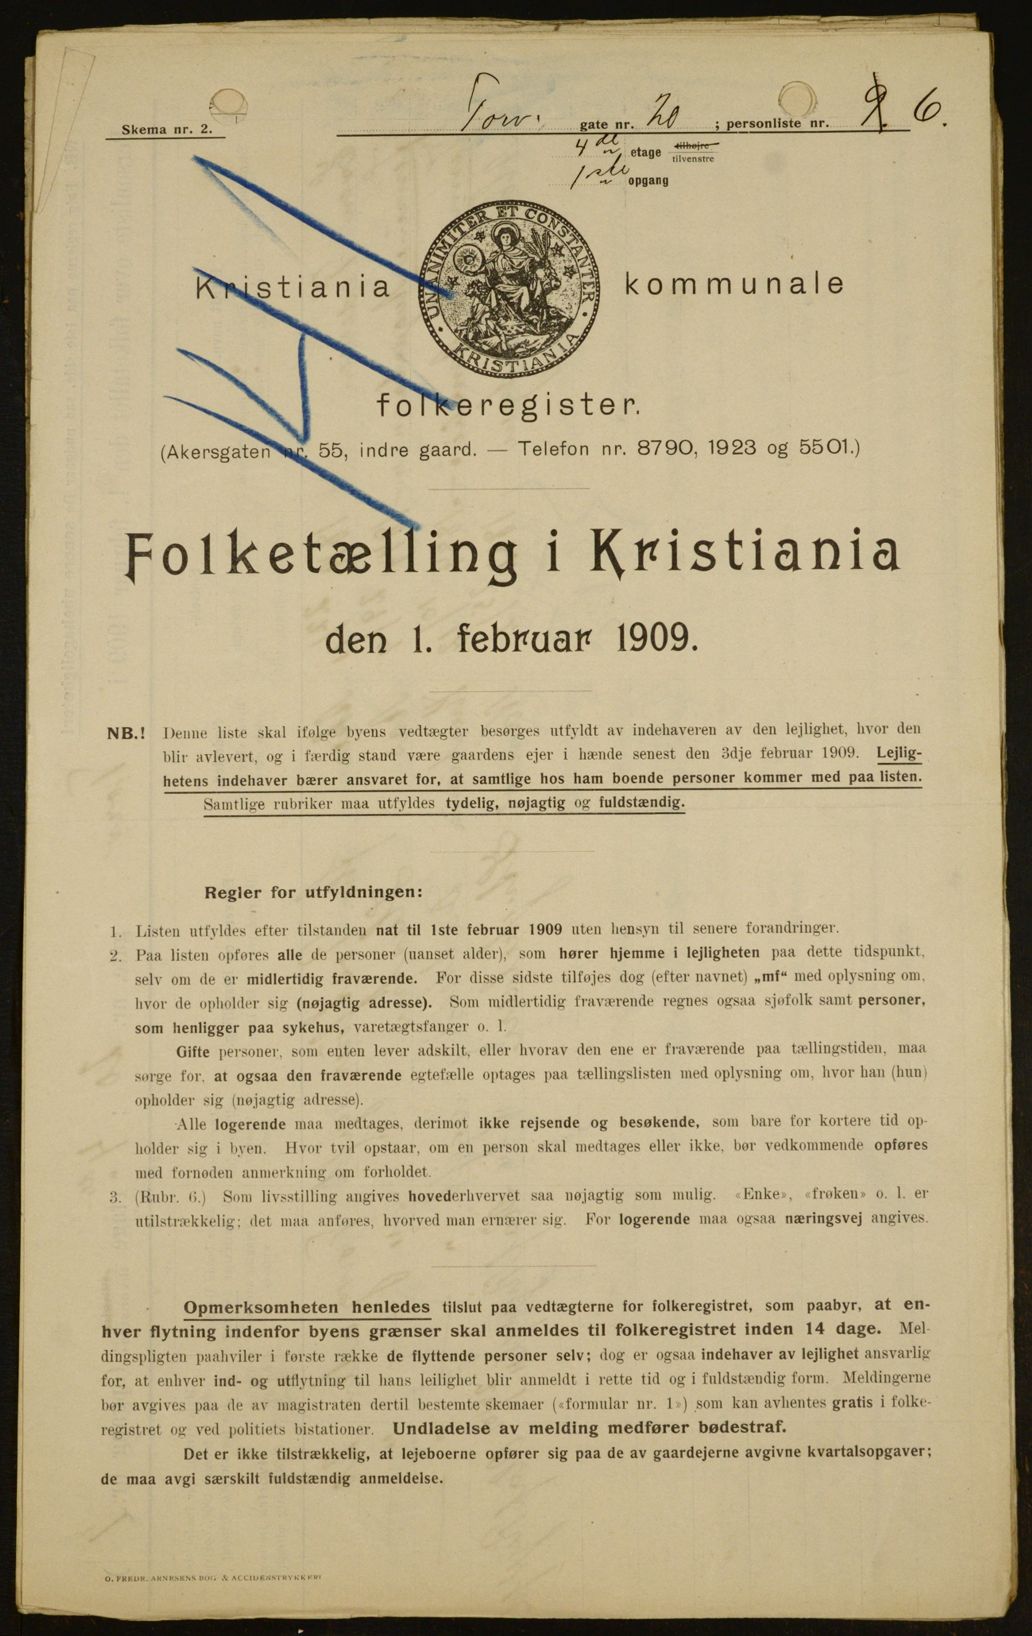 Skema nr. 2.
Torv. gate nr. 20 ; personliste nr. 9. 6.
4de etage tilhøjre
tilvenstre
1ste opgang
UNANIMITER ET CONSTANTER
KRISTIANIA
Kristiania kommunale
folkeregister.
(Akersgaten nr. 55, indre gaard. — Telefon nr. 8790, 1923 og 5501.)
Folketælling i Kristiania
den 1. februar 1909.
NB.! Denne liste skal ifølge byens vedtægter besørges utfyldt av indehaveren av den lejlighet, hvor den
blir avlevert, og i færdig stand være gaardens ejer i hænde senest den 3dje februar 1909. Lejlig-
hetens indehaver bærer ansvaret for, at samtlige hos ham boende personer kommer med paa listen.
Samtlige rubriker maa utfyldes tydelig, nøjagtig og fuldstændig.
Regler for utfyldningen:
1. Listen utfyldes efter tilstanden nat til 1ste februar 1909 uten hensyn til senere forandringer.
2. Paa listen opføres alle de personer (uanset alder), som hører hjemme i lejligheten paa dette tidspunkt,
selv om de er midlertidig fraværende. For disse sidste tilføjes dog (efter navnet) „mf“ med oplysning om,
hvor de opholder sig (nøjagtig adresse). Som midlertidig fraværende regnes ogsaa sjøfolk samt personer,
som henligger paa sykehus, varetægtsfanger o. l.
Gifte personer, som enten lever adskilt, eller hvorav den ene er fraværende paa tællingstiden, maa
sørge for, at ogsaa den fraværende egtefælle optages paa tællingslisten med oplysning om, hvor han (hun)
opholder sig (nøjagtig adresse).
Alle logerende maa medtages, derimot ikke rejsende og besøkende, som bare for kortere tid op-
holder sig i byen. Hvor tvil opstaar, om en person skal medtages eller ikke, bør vedkommende opføres
med fornøden anmerkning om forholdet.
3. (Rubr. 6.) Som livsstilling angives hovederhvervet saa nøjagtig som mulig. «Enke», «frøken» o. l. er
utilstrækkelig; det maa anføres, hvorved man ernærer sig. For logerende maa ogsaa næringsvej angives.
Opmerksomheten henledes tilslut paa vedtægterne for folkeregistret, som paabyr, at en-
hver flytning indenfor byens grænser skal anmeldes til folkeregistret inden 14 dage. Mel-
dingspligten paahviler i første række de flyttende personer selv; dog er ogsaa indehaver av lejlighet ansvarlig
for, at enhver ind- og utflytning til hans leilighet blir anmeldt i rette tid og i fuldstændig form. Meldingerne
bør avgives paa de av magistraten dertil bestemte skemaer («formular nr. 1») som kan avhentes gratis i folke-
registret og ved politiets bistationer. Undladelse av melding medfører bødestraf.
Det er ikke tilstrækkelig, at lejeboerne opfører sig paa de av gaardejerne avgivne kvartalsopgaver;
de maa avgi særskilt fuldstændig anmeldelse.
O. FREDR. ARNESENS BOG & ACCIDENSTRYKKERI